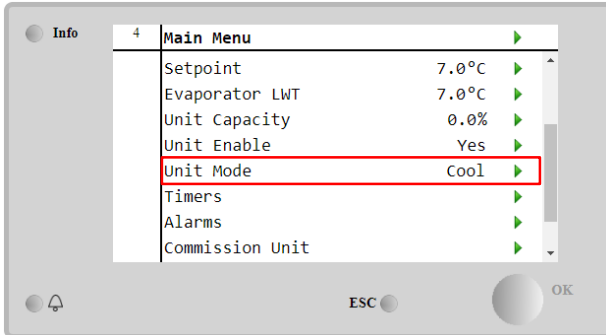 Info
4 Main Menu
Setpoint 7.0°C
Evaporator LWT 7.0°C
Unit Capacity 0.0%
Unit Enable Yes
Unit Mode Cool
Timers
Alarms
Commission Unit
ESC
OK